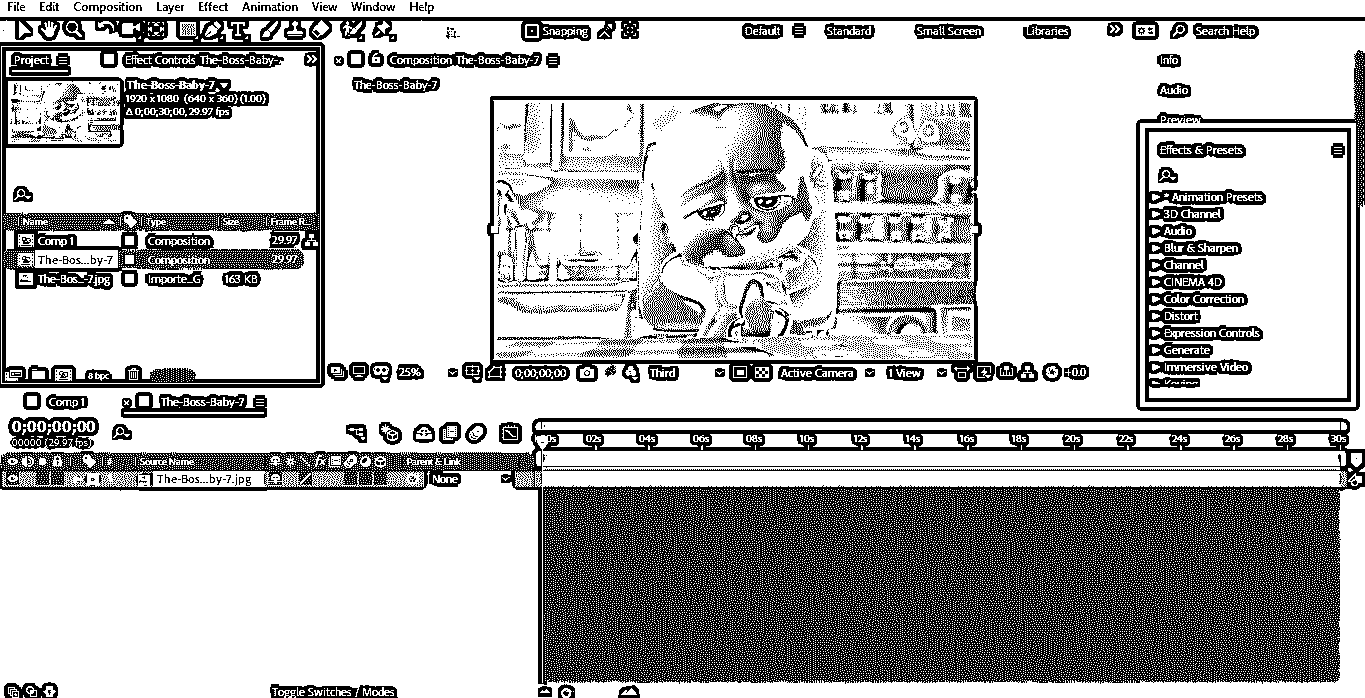 File Edit Composition Layer Effect Animation View Window Help
Snapping Default Standard Small Screen Libraries Search Help
Project Effect Controls The-Boss-Baby-
Composition The-Boss-Baby-7
Info
The-Boss-Baby-7
The-Boss-Baby-7
1920 x 1080 (640 x 360) (1.00)
Δ 0;00;30;00, 29.97 fps
Audio
Preview
Effects & Presets
* Animation Presets
3D Channel
Audio
Blur & Sharpen
Channel
CINEMA 4D
Color Correction
Distort
Expression Controls
Generate
Immersive Video
Name Type Size Frame R...
Comp 1 Composition 29.97
The-Bos...by-7 Composition 29.97
The-Bos...-7.jpg Importe...G 163 KB
8 bpc
25% 0;00;00;00 Third Active Camera 1 View +0.0
Comp 1 The-Boss-Baby-7
0;00;00;00
00000 (29.97 fps)
00s 02s 04s 06s 08s 10s 12s 14s 16s 18s 20s 22s 24s 26s 28s 30s
Source Name Parent & Link
The-Bos...by-7.jpg None
Toggle Switches / Modes